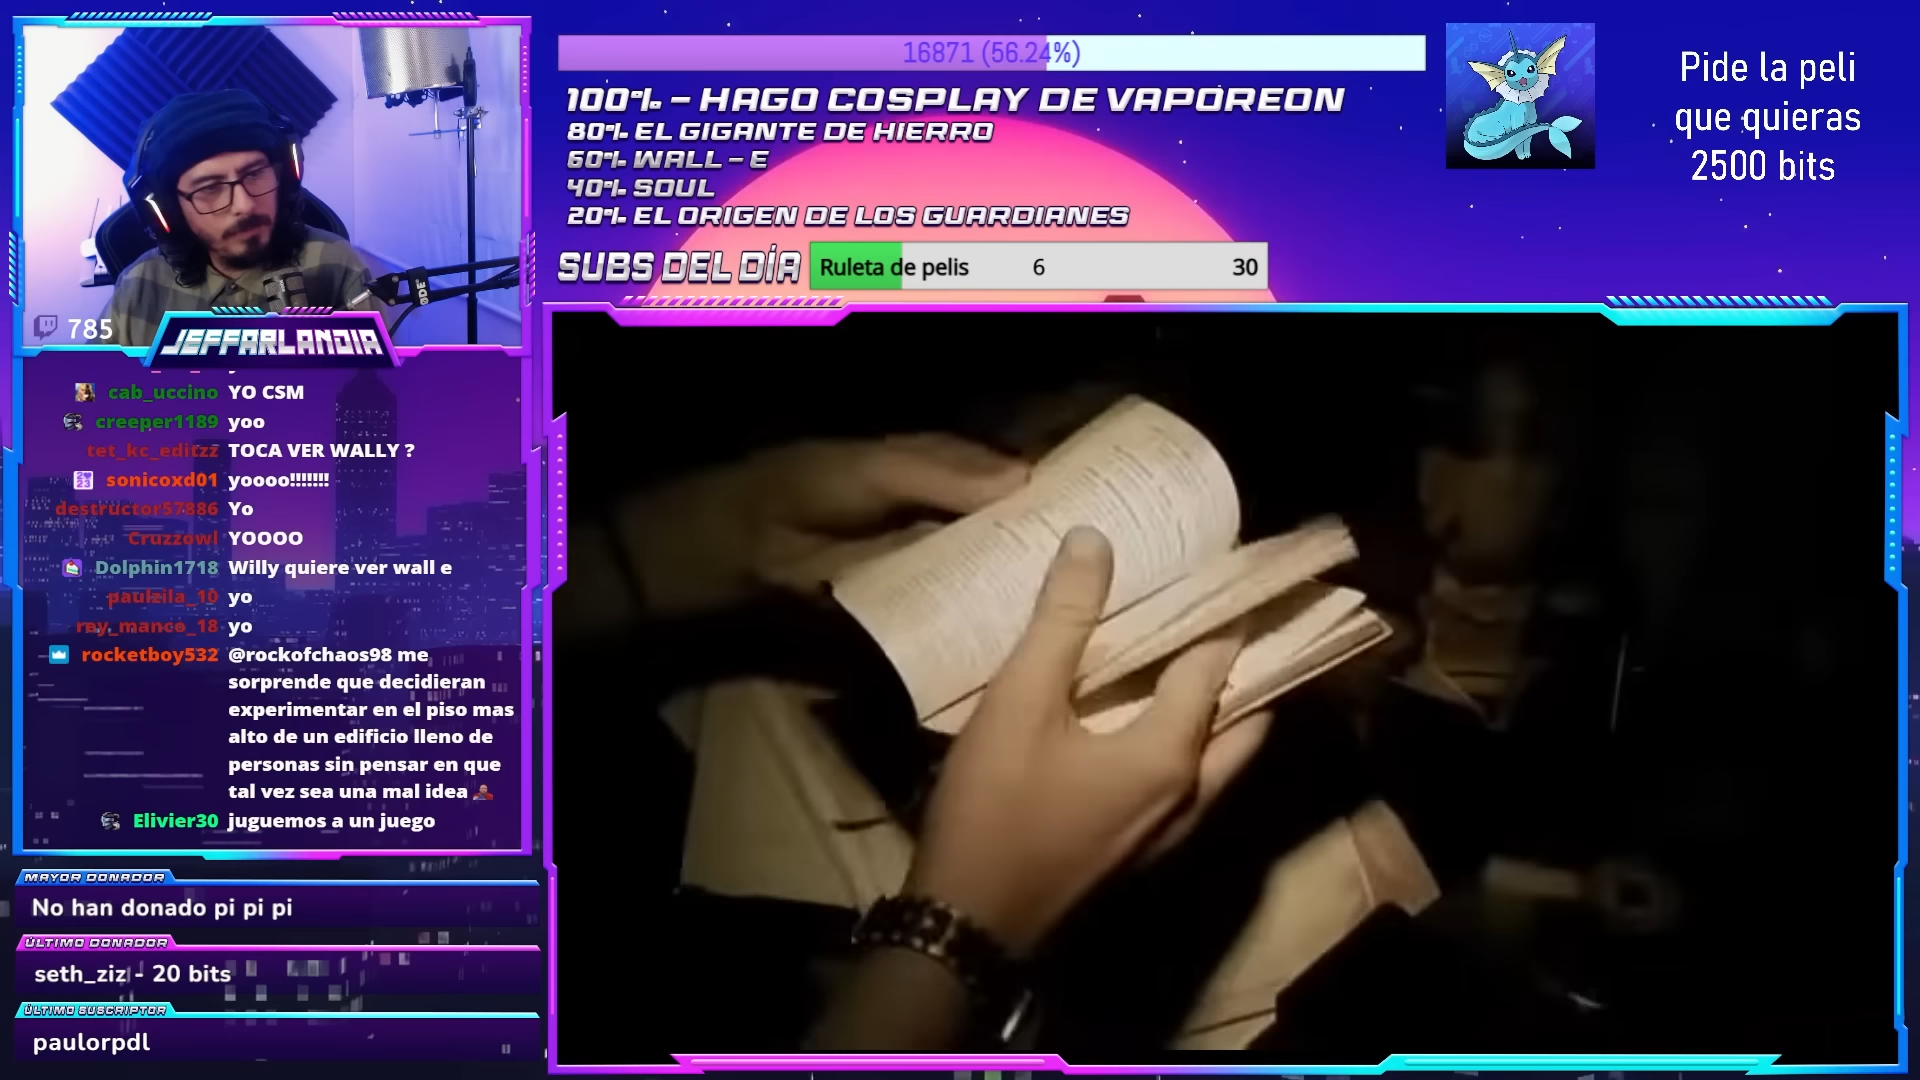 16871 (56.24%)
100% - HAGO COSPLAY DE VAPOREON
80% EL GIGANTE DE HIERRO
60% WALL - E
40% SOUL
20% EL ORIGEN DE LOS GUARDIANES
SUBS DEL DÍA
Ruleta de pelis 6 30
Pide la peli
que quieras
2500 bits
785
JEFFARLANDIA
cab_uccino YO CSM
creeper1189 yoo
tet_kc_editzz TOCA VER WALLY ?
sonicoxd01 yoooo!!!!!!!
destructor57886 Yo
Cruzzowl YOOOO
Dolphin1718 Willy quiere ver wall e
paulzila_10 yo
rey_manco_18 yo
rocketboy532 @rockofchaos98 me
sorprende que decidieran
experimentar en el piso mas
alto de un edificio lleno de
personas sin pensar en que
tal vez sea una mal idea
Elivier30 juguemos a un juego
MAYOR DONADOR
No han donado pi pi pi
ÚLTIMO DONADOR
seth_ziz - 20 bits
ÚLTIMO SUSCRIPTOR
paulorpdl